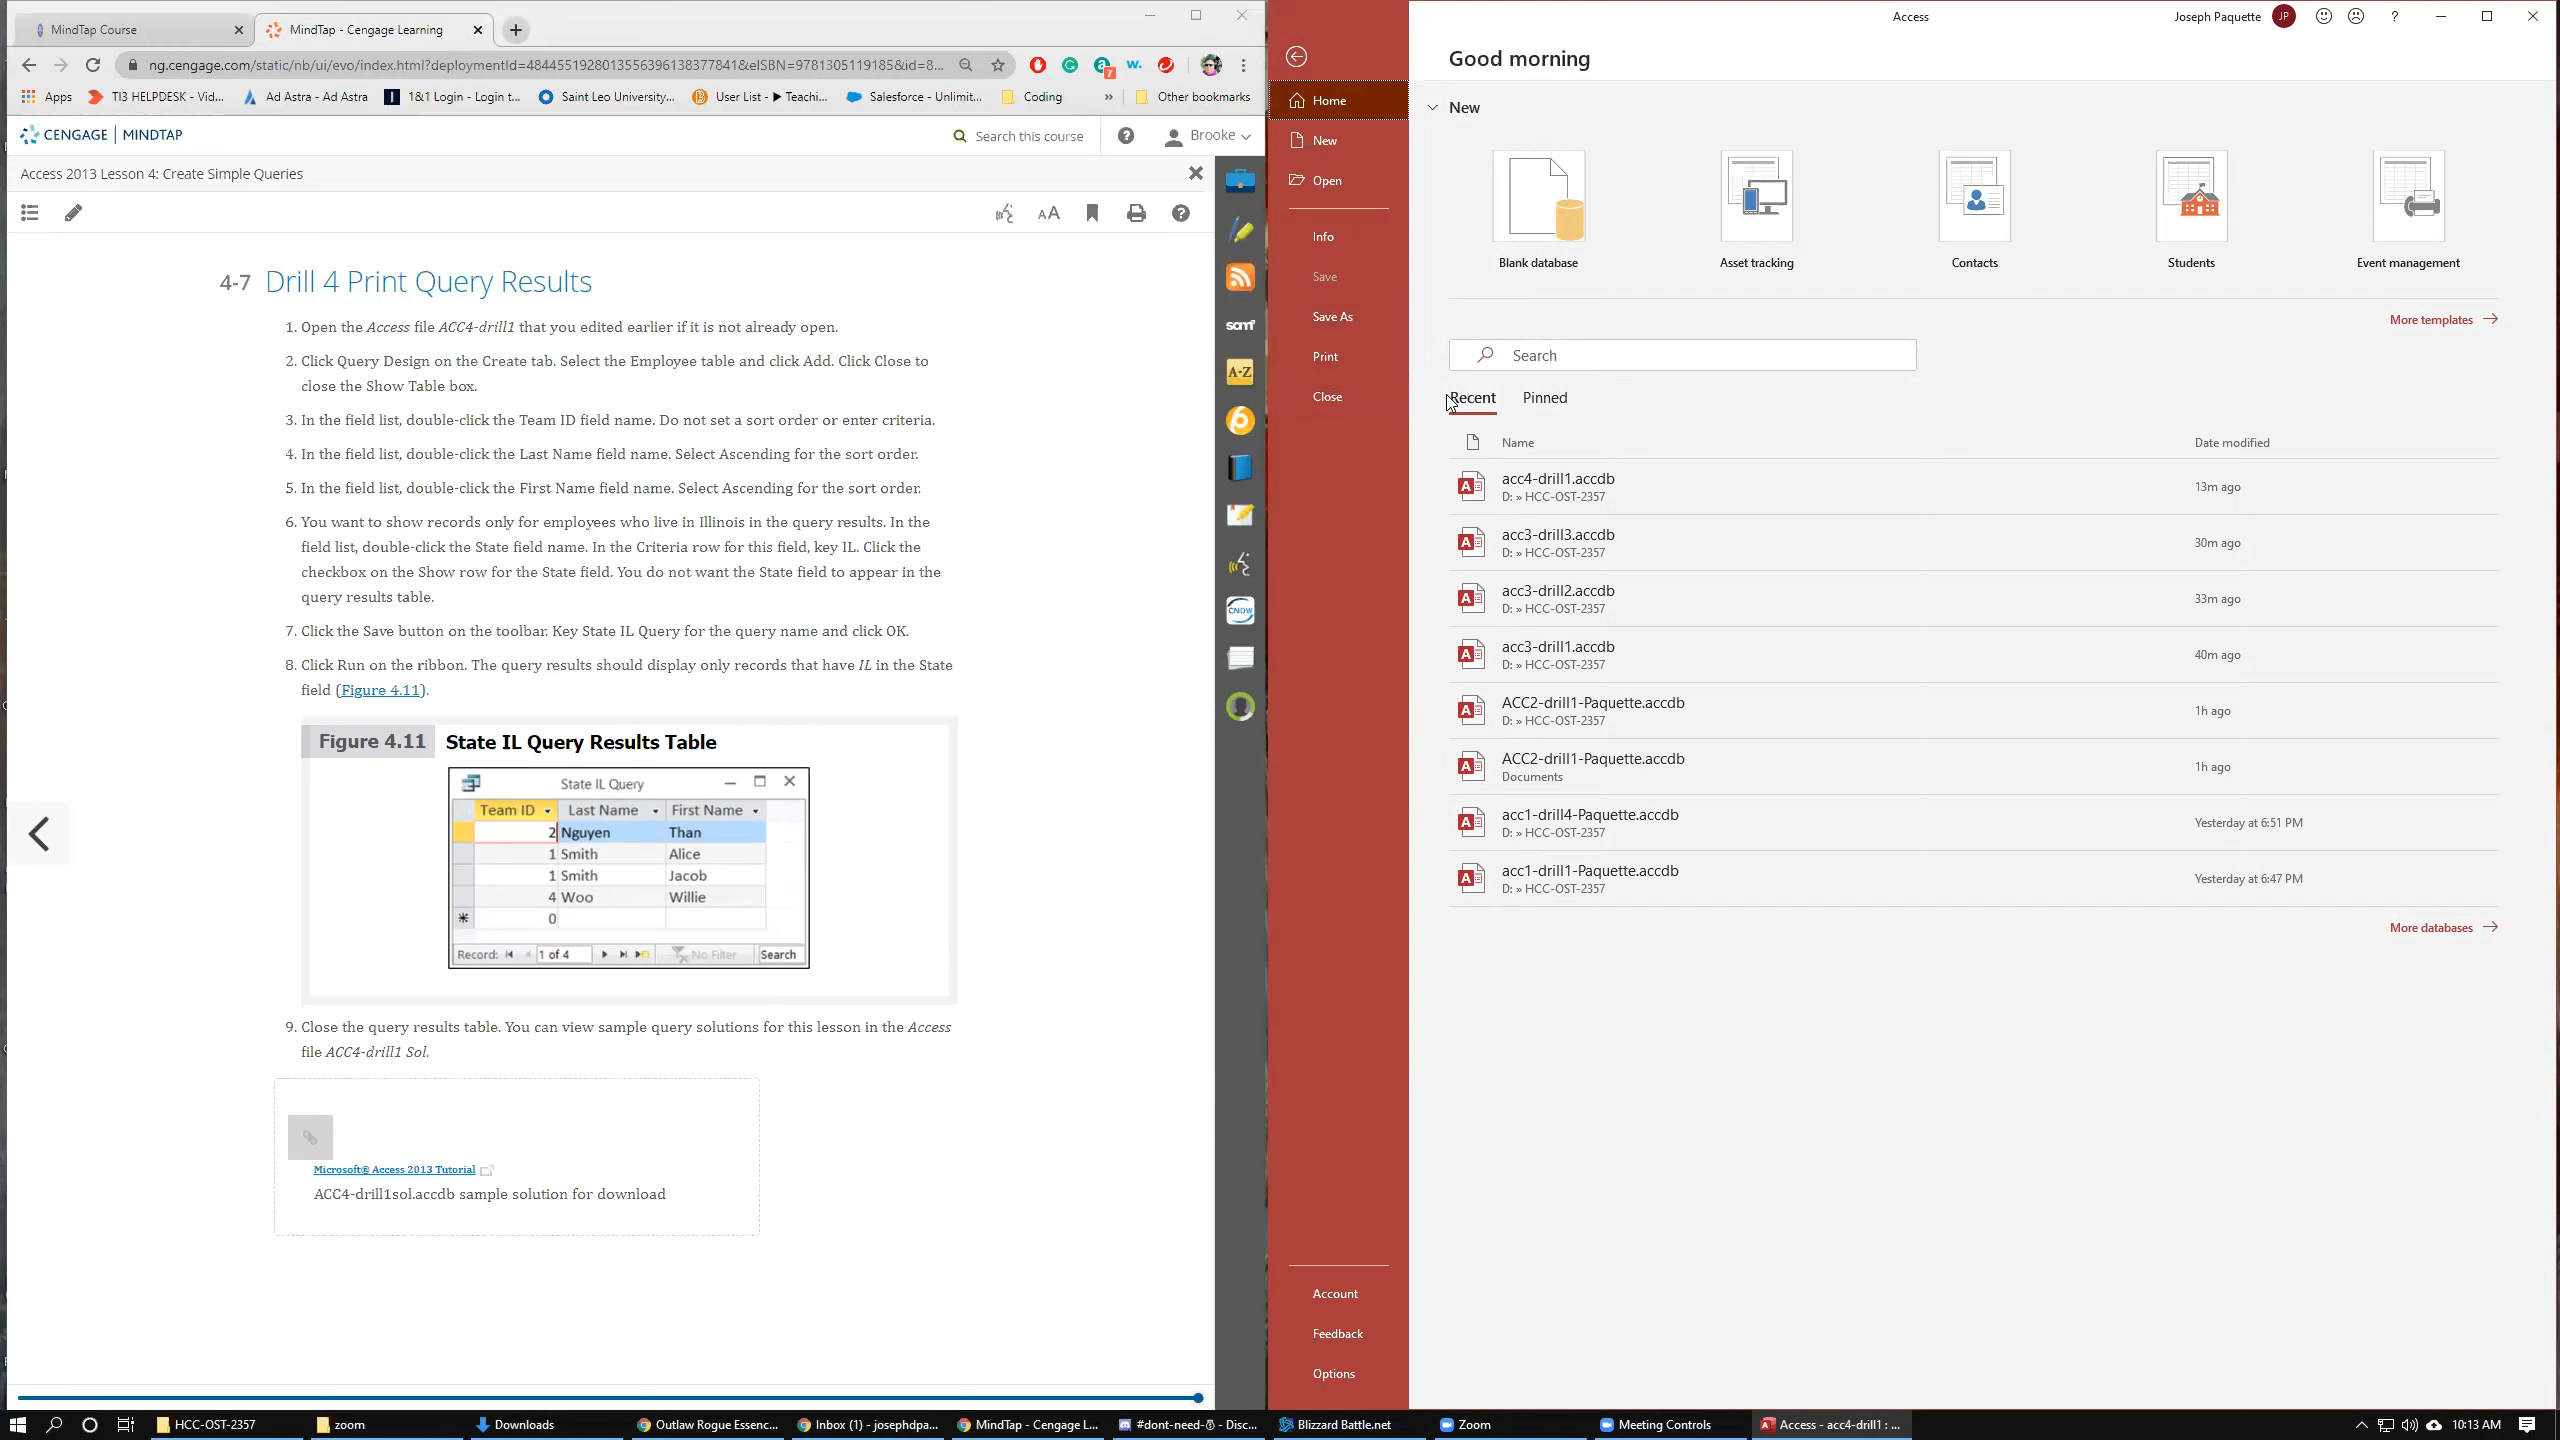 MindTap Course
MindTap - Cengage Learning
ng.cengage.com/static/nb/ui/evo/index.html?deploymentId=4844551928013556396138377841&eISBN=9781305119185&id=8...
Apps
TI3 HELPDESK - Vid...
Ad Astra - Ad Astra
1&1 Login - Login t...
Saint Leo University...
User List - ▶ Teachi...
Salesforce - Unlimit...
Coding
»
Other bookmarks
CENGAGE | MINDTAP
Search this course
Brooke
Access 2013 Lesson 4: Create Simple Queries
AA
4-7 Drill 4 Print Query Results
1. Open the Access file ACC4-drill1 that you edited earlier if it is not already open.
2. Click Query Design on the Create tab. Select the Employee table and click Add. Click Close to
close the Show Table box.
3. In the field list, double-click the Team ID field name. Do not set a sort order or enter criteria.
4. In the field list, double-click the Last Name field name. Select Ascending for the sort order.
5. In the field list, double-click the First Name field name. Select Ascending for the sort order.
6. You want to show records only for employees who live in Illinois in the query results. In the
field list, double-click the State field name. In the Criteria row for this field, key IL. Click the
checkbox on the Show row for the State field. You do not want the State field to appear in the
query results table.
7. Click the Save button on the toolbar. Key State IL Query for the query name and click OK.
8. Click Run on the ribbon. The query results should display only records that have IL in the State
field (Figure 4.11).
Figure 4.11 State IL Query Results Table
State IL Query
Team ID Last Name First Name
2 Nguyen Than
1 Smith Alice
1 Smith Jacob
4 Woo Willie
0
Record: 1 of 4 No Filter Search
9. Close the query results table. You can view sample query solutions for this lesson in the Access
file ACC4-drill1 Sol.
Microsoft® Access 2013 Tutorial
ACC4-drill1sol.accdb sample solution for download
sam
A-Z
CNOW
Access
Joseph Paquette
JP
?
Home
New
Open
Info
Save
Save As
Print
Close
Account
Feedback
Options
Good morning
New
Blank database
Asset tracking
Contacts
Students
Event management
More templates
Search
Recent
Pinned
Name
Date modified
acc4-drill1.accdb
D: » HCC-OST-2357
13m ago
acc3-drill3.accdb
D: » HCC-OST-2357
30m ago
acc3-drill2.accdb
D: » HCC-OST-2357
33m ago
acc3-drill1.accdb
D: » HCC-OST-2357
40m ago
ACC2-drill1-Paquette.accdb
D: » HCC-OST-2357
1h ago
ACC2-drill1-Paquette.accdb
Documents
1h ago
acc1-drill4-Paquette.accdb
D: » HCC-OST-2357
Yesterday at 6:51 PM
acc1-drill1-Paquette.accdb
D: » HCC-OST-2357
Yesterday at 6:47 PM
More databases
HCC-OST-2357
zoom
Downloads
Outlaw Rogue Essenc...
Inbox (1) - josephdpa...
MindTap - Cengage L...
#dont-need- - Disc...
Blizzard Battle.net
Zoom
Meeting Controls
Access - acc4-drill1 : ...
10:13 AM